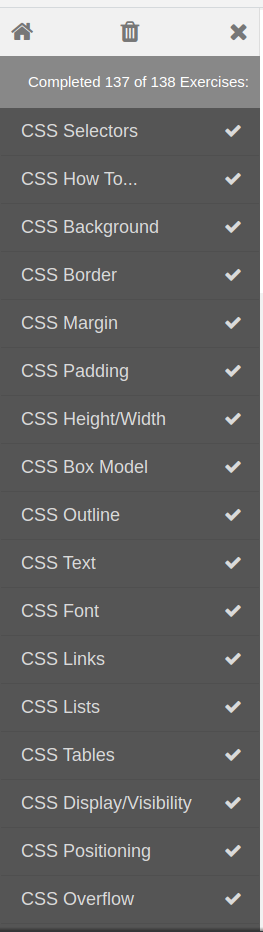 Completed 137 of 138 Exercises:
CSS Selectors
CSS How To...
CSS Background
CSS Border
CSS Margin
CSS Padding
CSS Height/Width
CSS Box Model
CSS Outline
CSS Text
CSS Font
CSS Links
CSS Lists
CSS Tables
CSS Display/Visibility
CSS Positioning
CSS Overflow